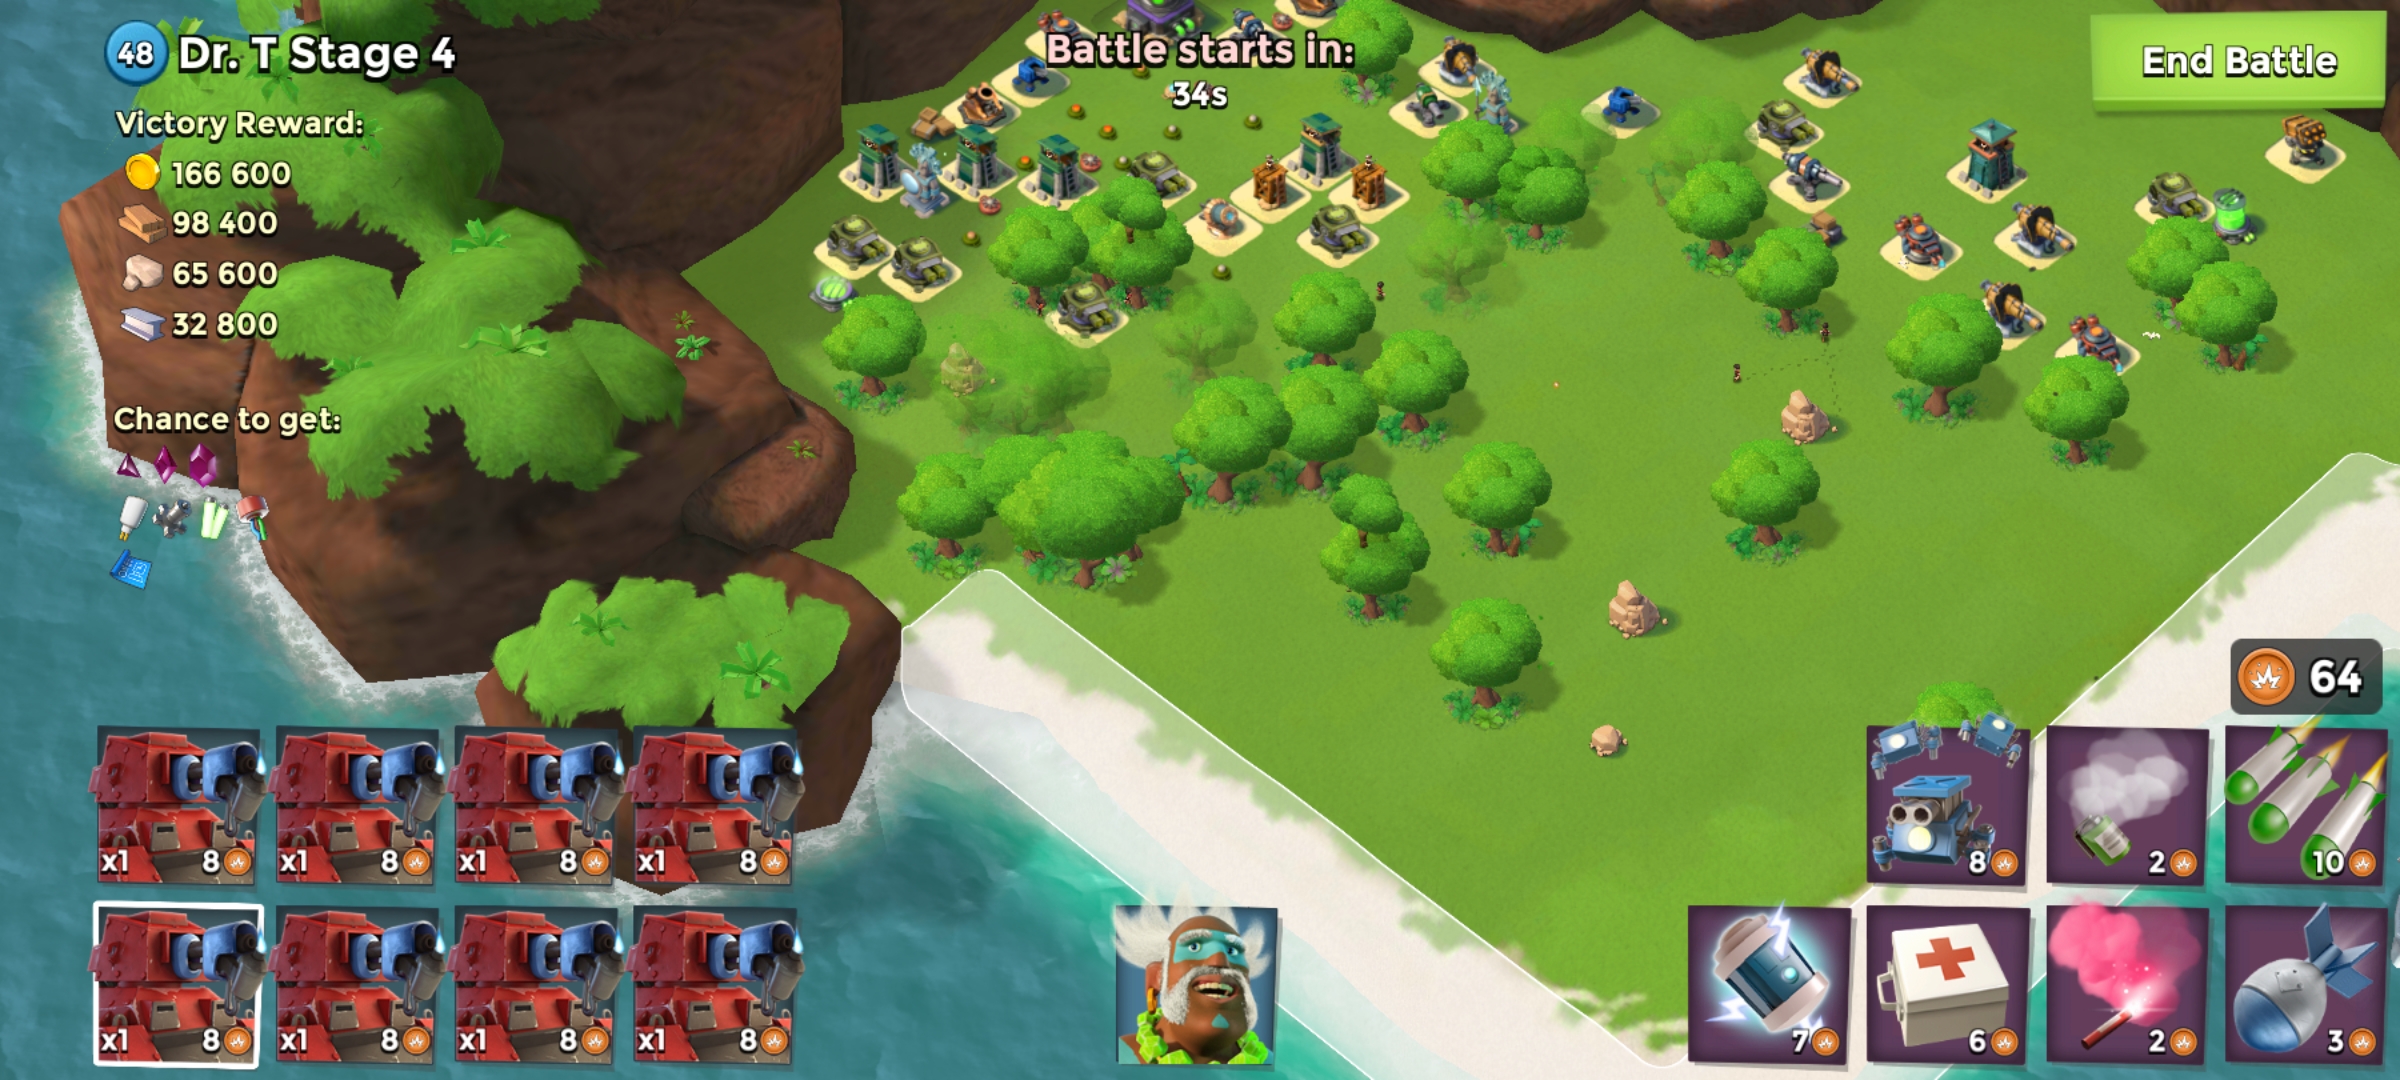 48 Dr. T Stage 4
Battle starts in:
34s
End Battle
Victory Reward:
166 600
98 400
65 600
32 800
Chance to get:
64
x1 8
x1 8
x1 8
x1 8
8
2
10
x1 8
x1 8
x1 8
x1 8
7
6
2
3